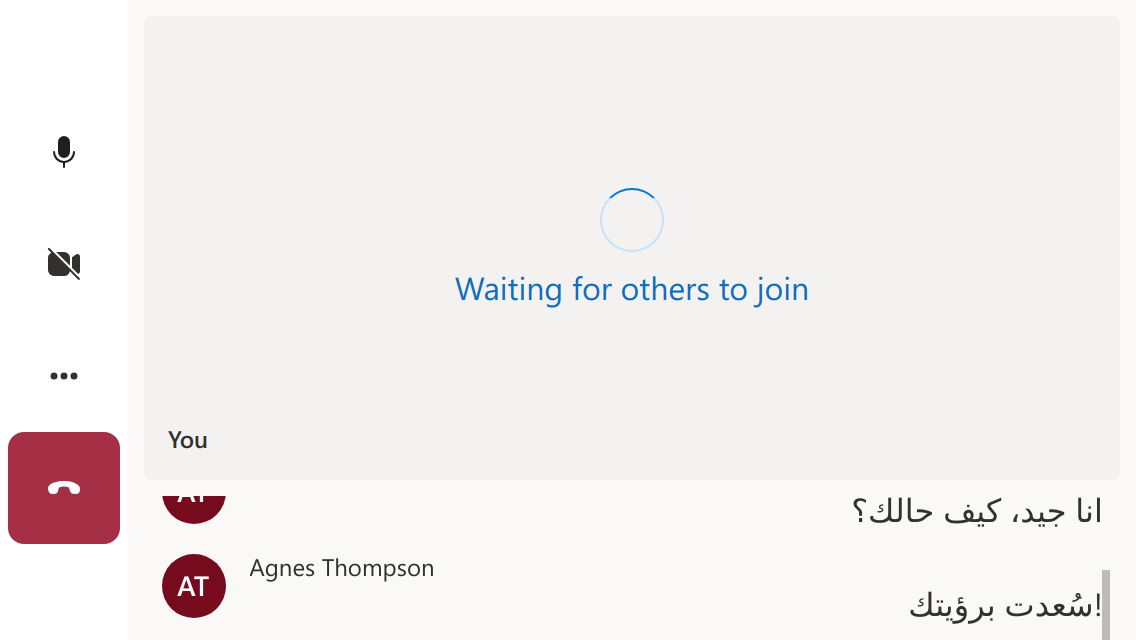 Waiting for others to join
You
AT
انا جيد، كيف حالك؟
AT
Agnes Thompson
سُعدت برؤيتك!